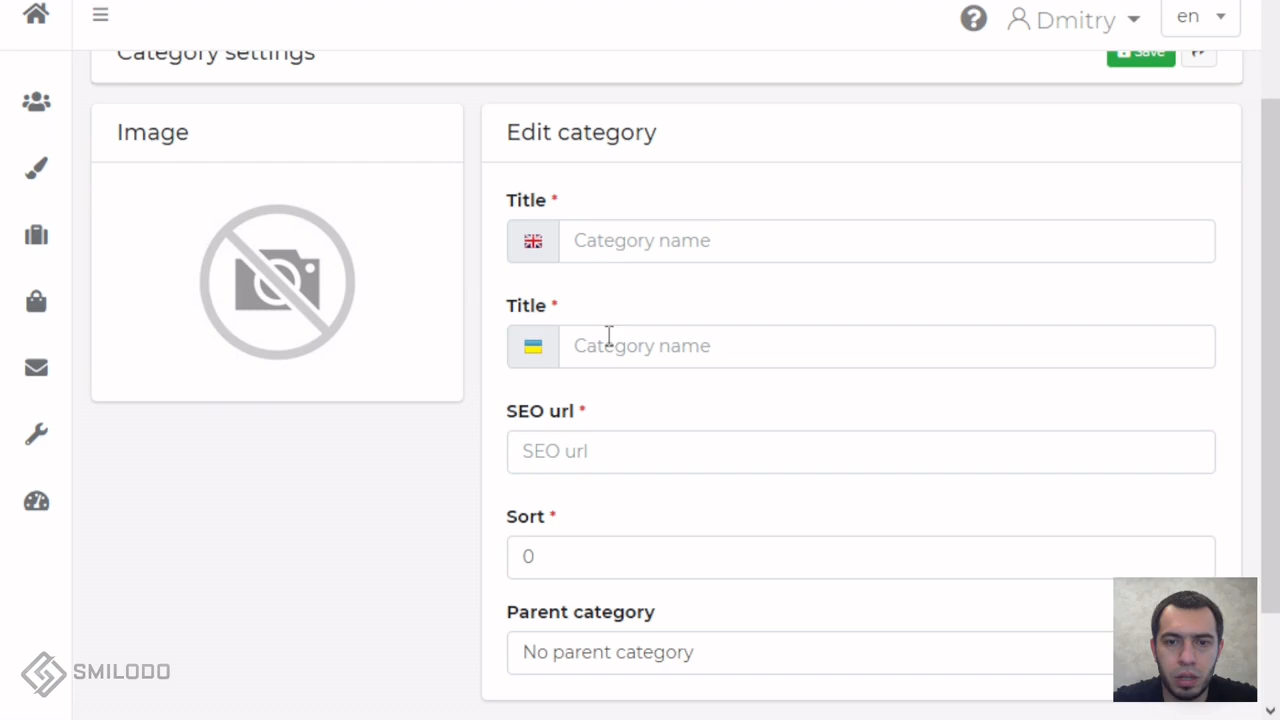 Dmitry
en
Category settings
Save
Image
Edit category
Title *
Category name
Title *
Category name
SEO url *
SEO url
Sort *
0
Parent category
No parent category
SMILODO